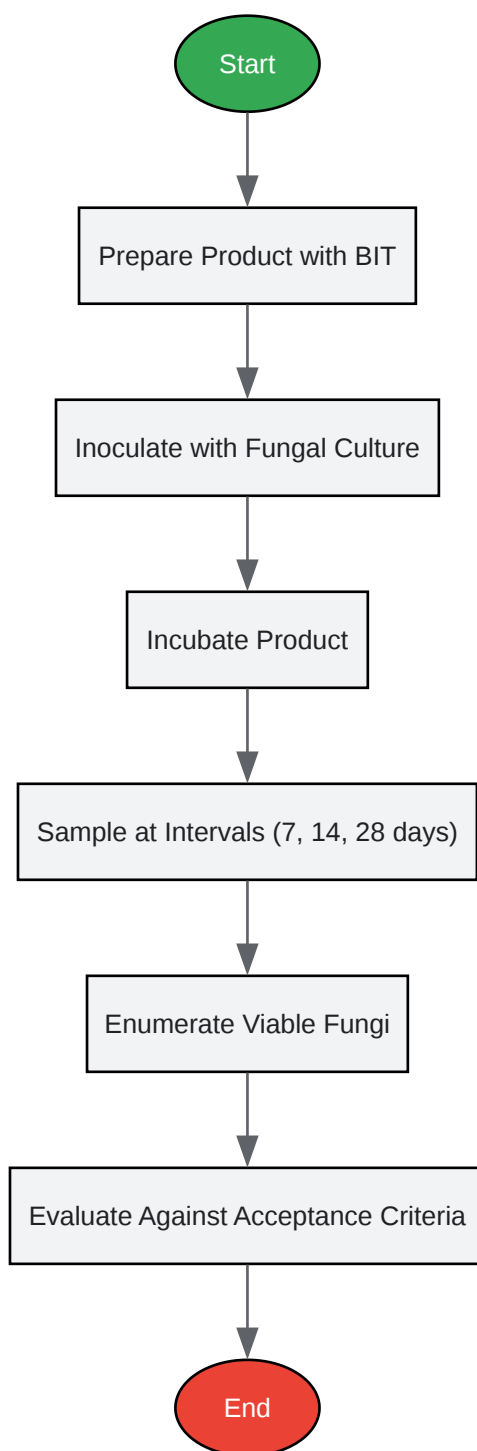 Start
Prepare Product with BIT
Inoculate with Fungal Culture
Incubate Product
Sample at Intervals (7, 14, 28 days)
Enumerate Viable Fungi
Evaluate Against Acceptance Criteria
End